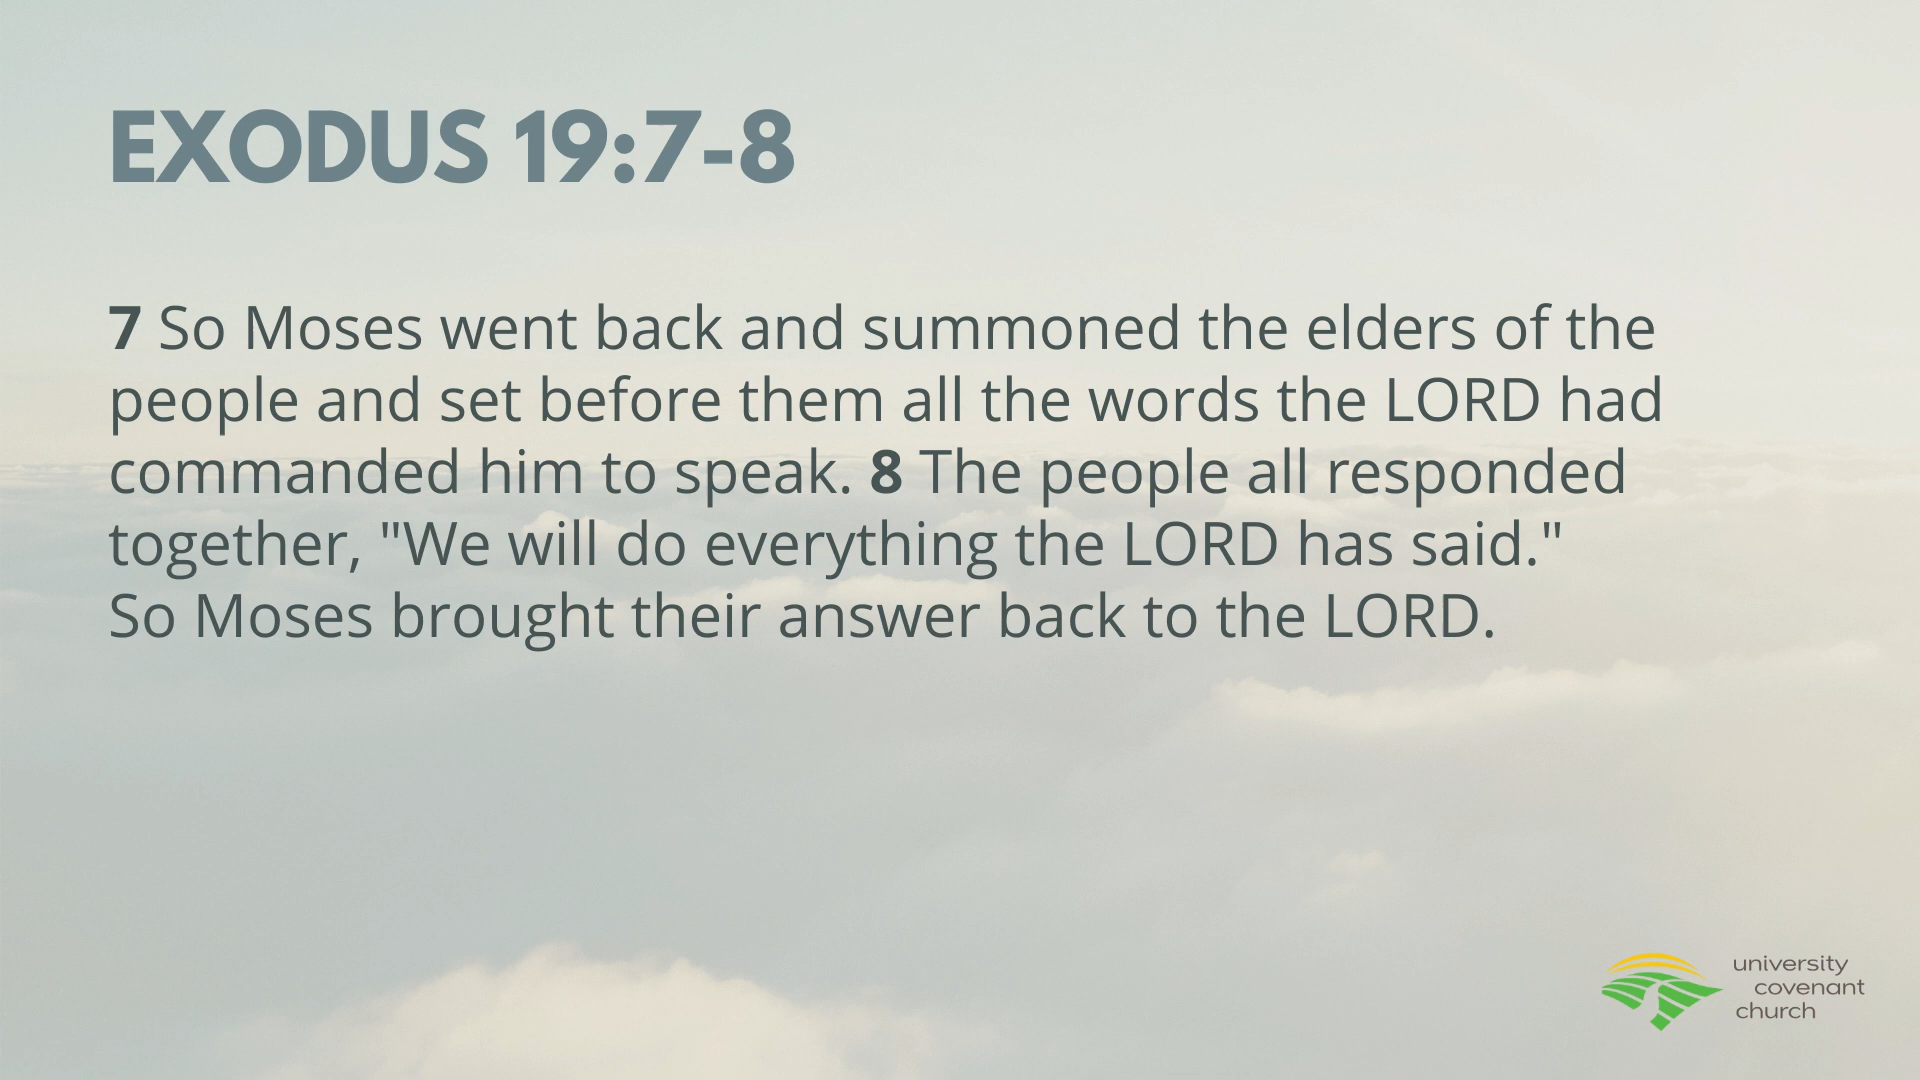 EXODUS 19:7-8
7 So Moses went back and summoned the elders of the
people and set before them all the words the LORD had
commanded him to speak. 8 The people all responded
together, "We will do everything the LORD has said."
So Moses brought their answer back to the LORD.
university
covenant
church